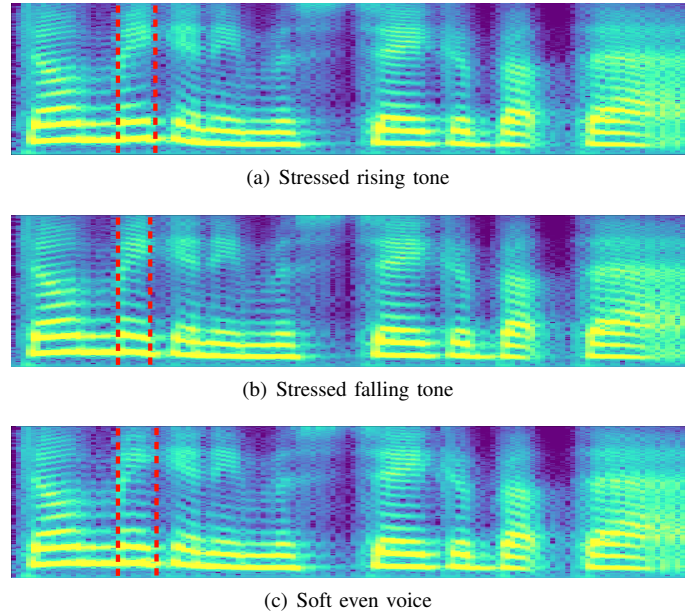 (a) Stressed rising tone
(b) Stressed falling tone
(c) Soft even voice